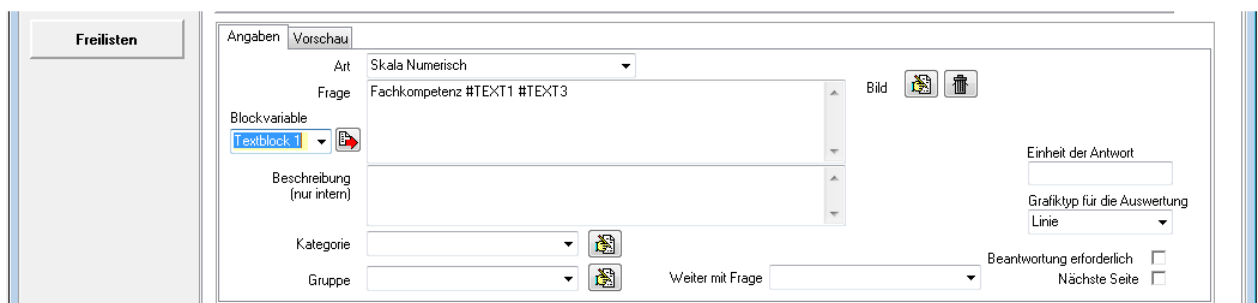 Freilisten
Angaben Vorschau
Art Skala Numerisch
Frage Fachkompetenz #TEXT1 #TEXT3
Bild
Blockvariable
Textblock 1
Einheit der Antwort
Beschreibung
(nur intern)
Grafiktyp für die Auswertung
Linie
Kategorie
Beantwortung erforderlich
Gruppe Weiter mit Frage Nächste Seite